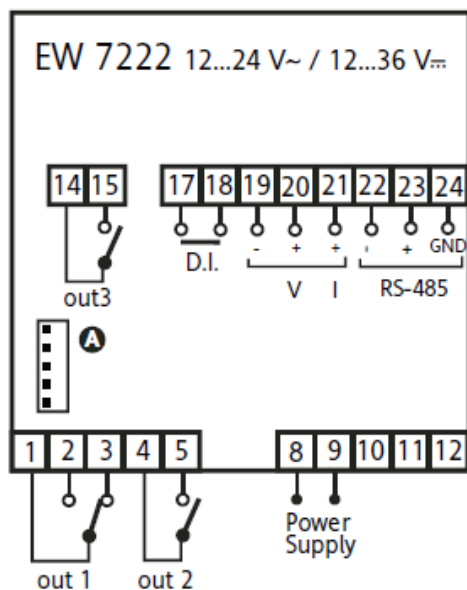 EW 7222 12...24 V~ / 12...36 V⎓
14 15 17 18 19 20 21 22 23 24
- + + - + GND
D.I. V I RS-485
out3
A
1 2 3 4 5 8 9 10 11 12
Power
Supply
out 1 out 2